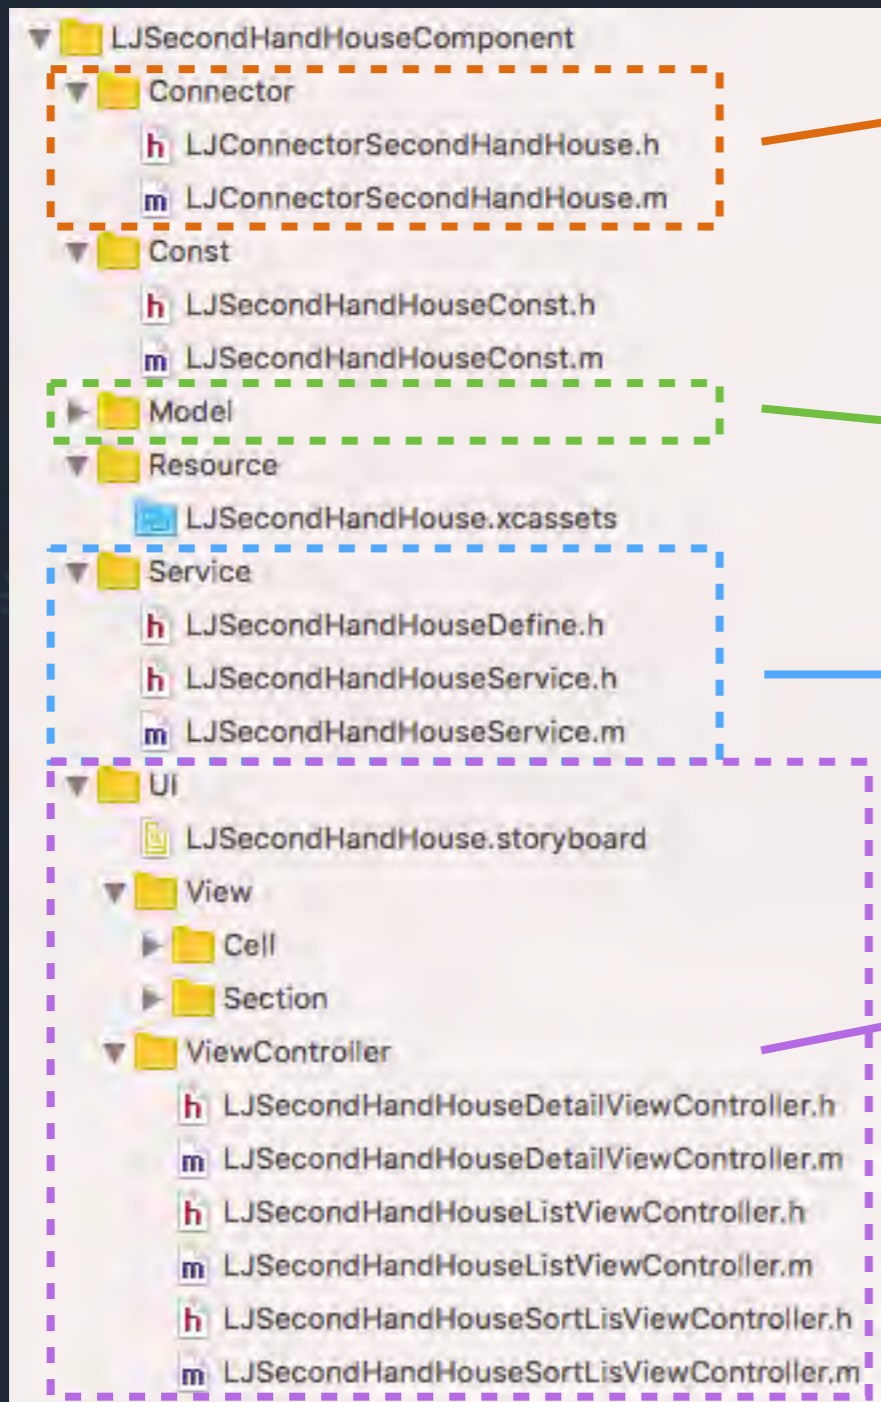 LJSecondHandHouseComponent
Connector
h LJConnectorSecondHandHouse.h
m LJConnectorSecondHandHouse.m
Const
h LJSecondHandHouseConst.h
m LJSecondHandHouseConst.m
Model
Resource
LJSecondHandHouse.xcassets
Service
h LJSecondHandHouseDefine.h
h LJSecondHandHouseService.h
m LJSecondHandHouseService.m
UI
LJSecondHandHouse.storyboard
View
Cell
Section
ViewController
h LJSecondHandHouseDetailViewController.h
m LJSecondHandHouseDetailViewController.m
h LJSecondHandHouseListViewController.h
m LJSecondHandHouseListViewController.m
h LJSecondHandHouseSortLisViewController.h
m LJSecondHandHouseSortLisViewController.m